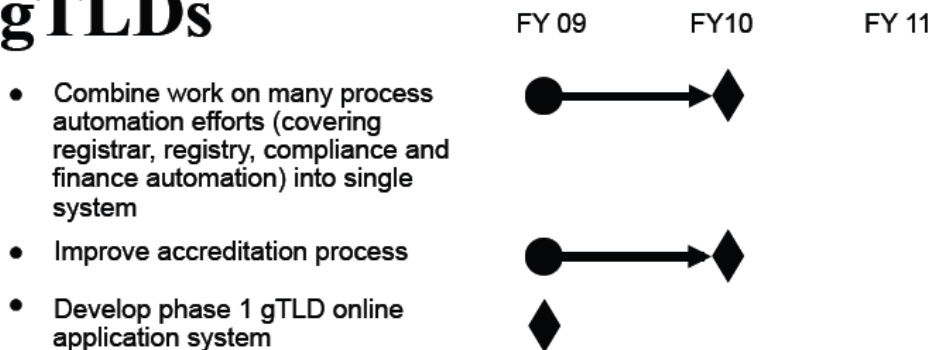 gTLDs
FY 09 FY10 FY 11
● Combine work on many process
automation efforts (covering
registrar, registry, compliance and
finance automation) into single
system
● Improve accreditation process
● Develop phase 1 gTLD online
application system